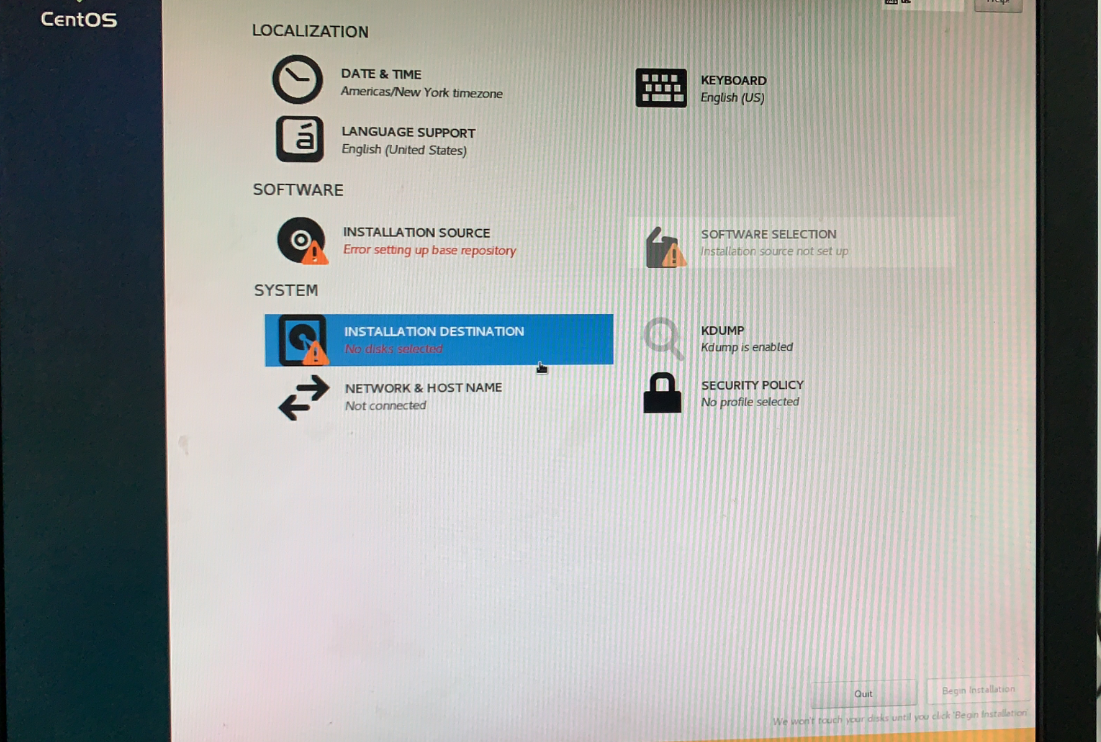 CentOS
LOCALIZATION
DATE & TIME
Americas/New York timezone
KEYBOARD
English (US)
LANGUAGE SUPPORT
English (United States)
SOFTWARE
INSTALLATION SOURCE
Error setting up base repository
SOFTWARE SELECTION
Installation source not set up
SYSTEM
INSTALLATION DESTINATION
No disks selected
KDUMP
Kdump is enabled
NETWORK & HOST NAME
Not connected
SECURITY POLICY
No profile selected
Quit
Begin Installation
We won't touch your disks until you click 'Begin Installation'.